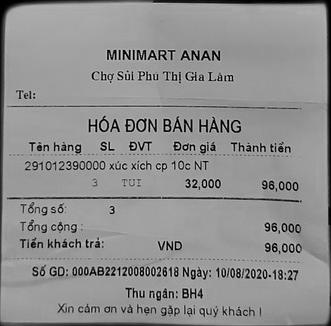 MINIMART ANAN
Chợ Sủi Phú Thị Gia Lâm
Tel:
HÓA ĐƠN BÁN HÀNG
Tên hàng SL ĐVT Đơn giá Thành tiền
291012390000 xúc xích cp 10c NT
3 TUI 32,000 96,000
Tổng số: 3
Tổng cộng : 96,000
Tiền khách trả: VND 96,000
Số GD: 000AB2212008002618 Ngày: 10/08/2020-18:27
Thu ngân: BH4
Xin cảm ơn và hẹn gặp lại quý khách !